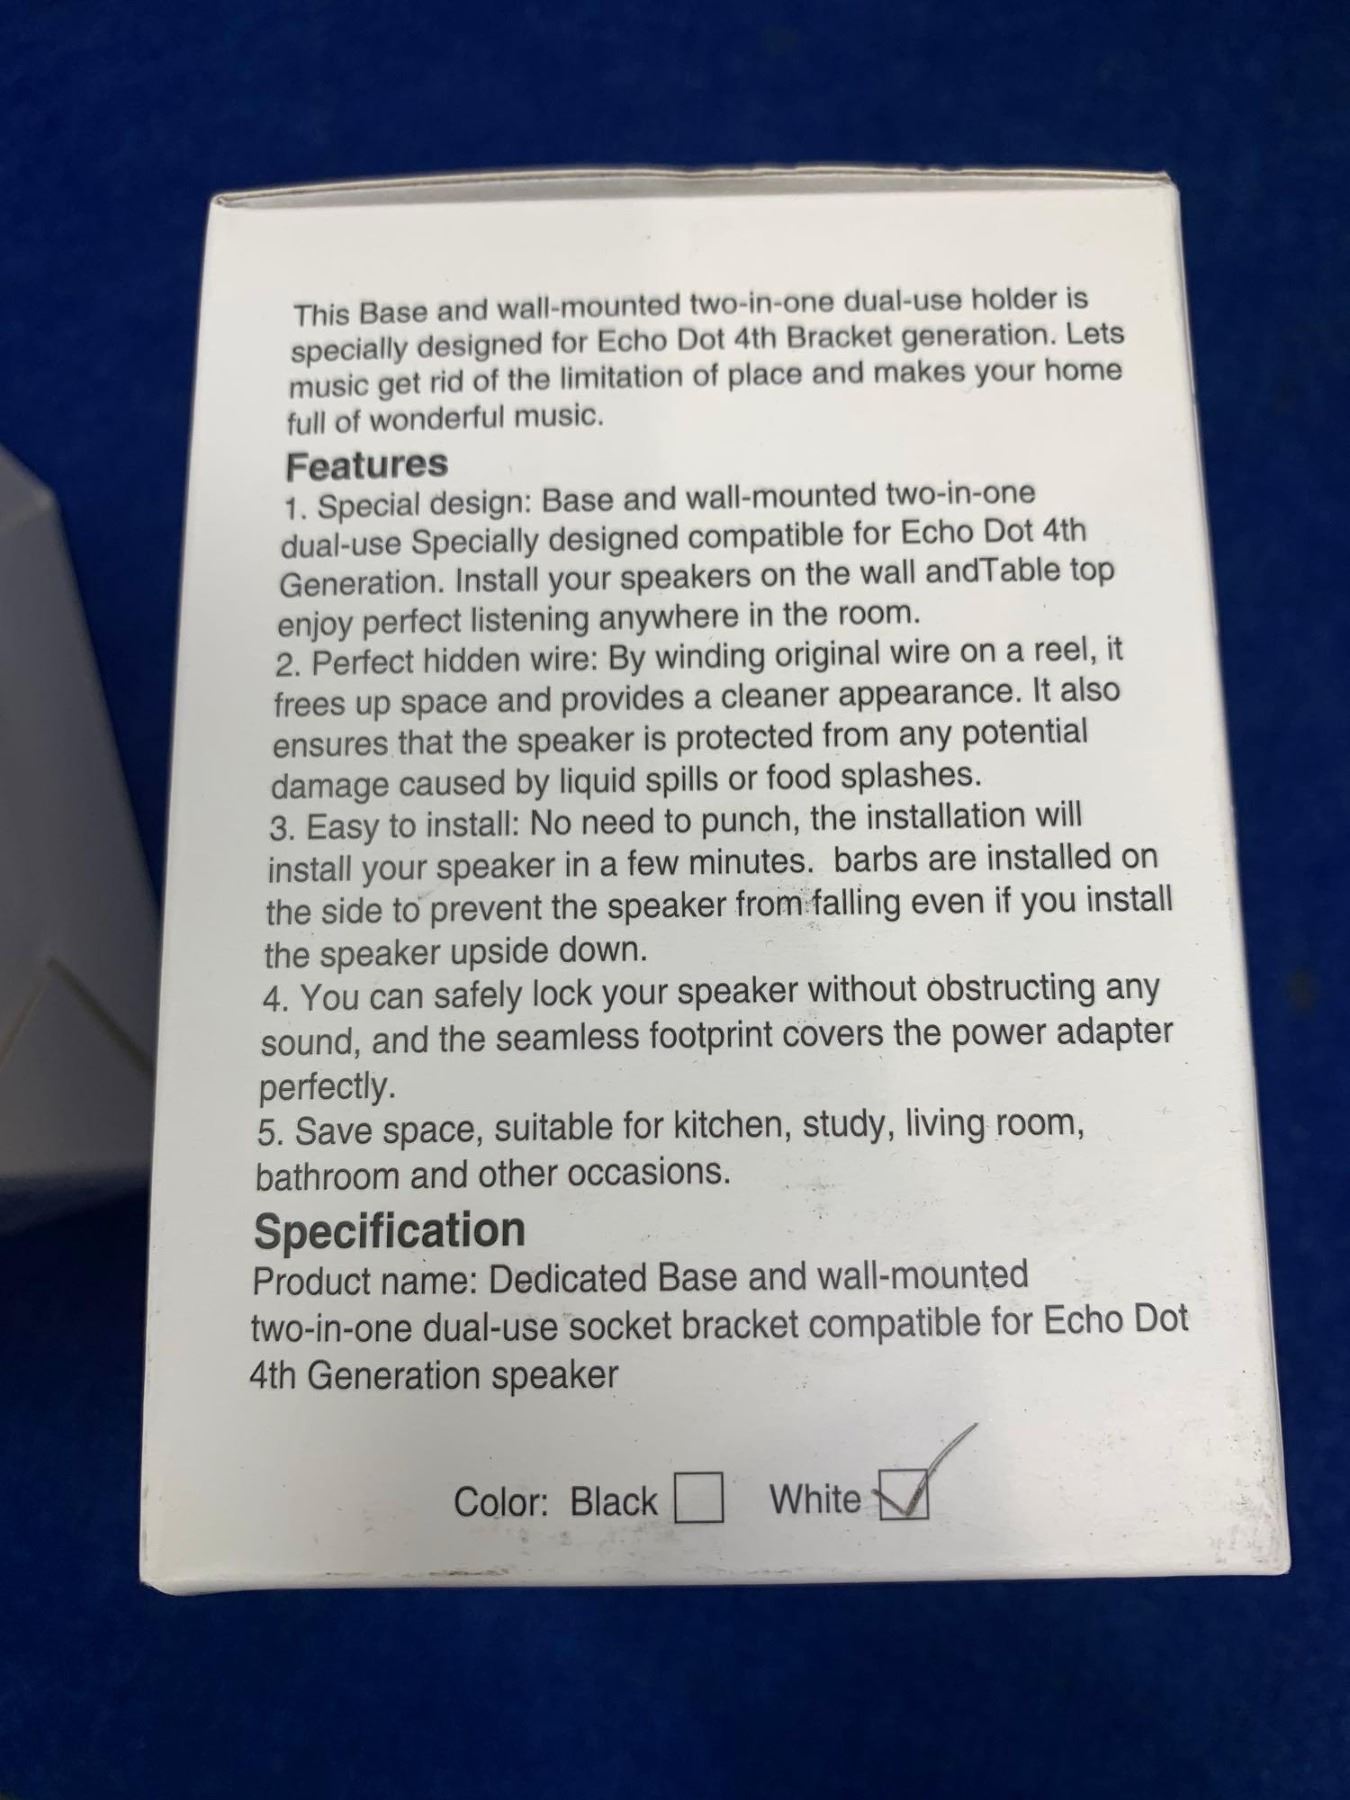 This Base and wall-mounted two-in-one dual-use holder is
specially designed for Echo Dot 4th Bracket generation. Lets
music get rid of the limitation of place and makes your home
full of wonderful music.
Features
1. Special design: Base and wall-mounted two-in-one
dual-use Specially designed compatible for Echo Dot 4th
Generation. Install your speakers on the wall andTable top
enjoy perfect listening anywhere in the room.
2. Perfect hidden wire: By winding original wire on a reel, it
frees up space and provides a cleaner appearance. It also
ensures that the speaker is protected from any potential
damage caused by liquid spills or food splashes.
3. Easy to install: No need to punch, the installation will
install your speaker in a few minutes. barbs are installed on
the side to prevent the speaker from falling even if you install
the speaker upside down.
4. You can safely lock your speaker without obstructing any
sound, and the seamless footprint covers the power adapter
perfectly.
5. Save space, suitable for kitchen, study, living room,
bathroom and other occasions.
Specification
Product name: Dedicated Base and wall-mounted
two-in-one dual-use socket bracket compatible for Echo Dot
4th Generation speaker
Color: Black White